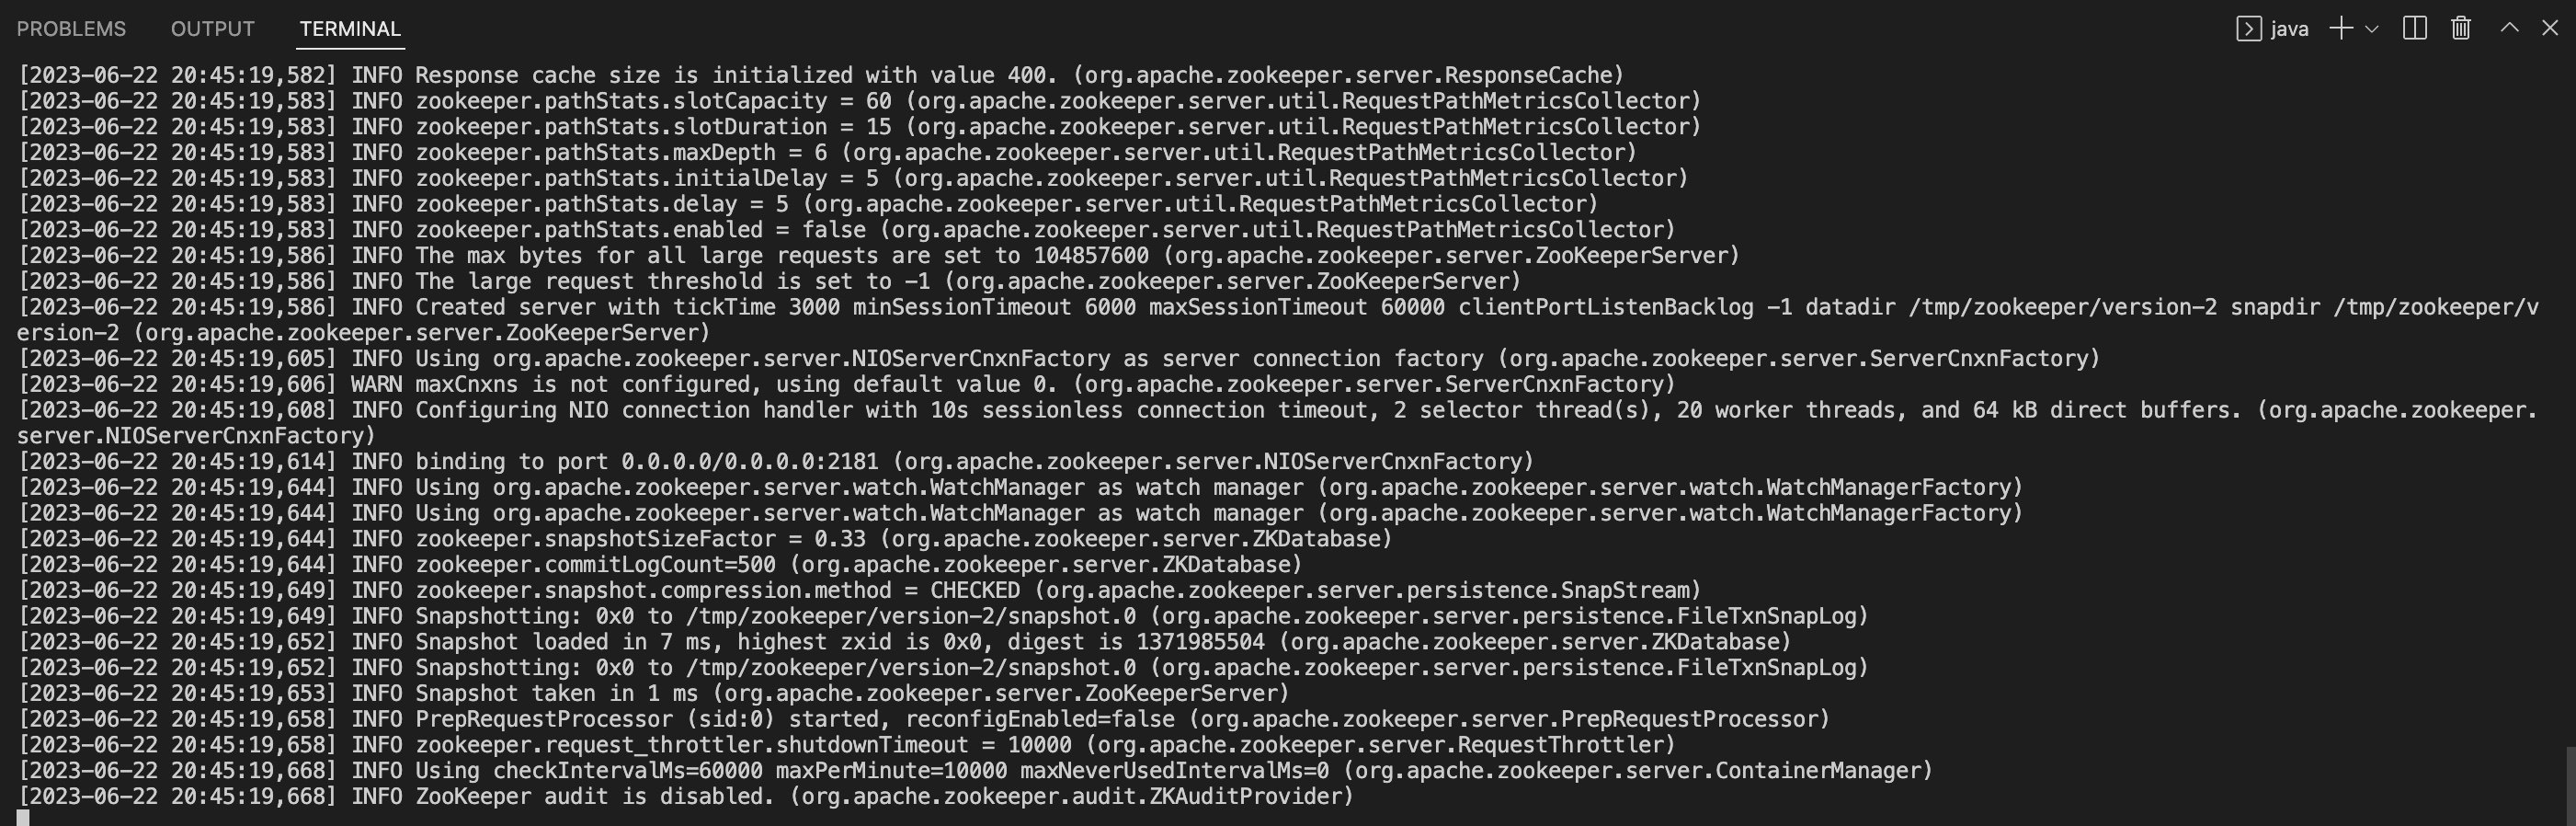 PROBLEMS OUTPUT TERMINAL java
[2023-06-22 20:45:19,582] INFO Response cache size is initialized with value 400. (org.apache.zookeeper.server.ResponseCache)
[2023-06-22 20:45:19,583] INFO zookeeper.pathStats.slotCapacity = 60 (org.apache.zookeeper.server.util.RequestPathMetricsCollector)
[2023-06-22 20:45:19,583] INFO zookeeper.pathStats.slotDuration = 15 (org.apache.zookeeper.server.util.RequestPathMetricsCollector)
[2023-06-22 20:45:19,583] INFO zookeeper.pathStats.maxDepth = 6 (org.apache.zookeeper.server.util.RequestPathMetricsCollector)
[2023-06-22 20:45:19,583] INFO zookeeper.pathStats.initialDelay = 5 (org.apache.zookeeper.server.util.RequestPathMetricsCollector)
[2023-06-22 20:45:19,583] INFO zookeeper.pathStats.delay = 5 (org.apache.zookeeper.server.util.RequestPathMetricsCollector)
[2023-06-22 20:45:19,583] INFO zookeeper.pathStats.enabled = false (org.apache.zookeeper.server.util.RequestPathMetricsCollector)
[2023-06-22 20:45:19,586] INFO The max bytes for all large requests are set to 104857600 (org.apache.zookeeper.server.ZooKeeperServer)
[2023-06-22 20:45:19,586] INFO The large request threshold is set to -1 (org.apache.zookeeper.server.ZooKeeperServer)
[2023-06-22 20:45:19,586] INFO Created server with tickTime 3000 minSessionTimeout 6000 maxSessionTimeout 60000 clientPortListenBacklog -1 datadir /tmp/zookeeper/version-2 snapdir /tmp/zookeeper/v
ersion-2 (org.apache.zookeeper.server.ZooKeeperServer)
[2023-06-22 20:45:19,605] INFO Using org.apache.zookeeper.server.NIOServerCnxnFactory as server connection factory (org.apache.zookeeper.server.ServerCnxnFactory)
[2023-06-22 20:45:19,606] WARN maxCnxns is not configured, using default value 0. (org.apache.zookeeper.server.ServerCnxnFactory)
[2023-06-22 20:45:19,608] INFO Configuring NIO connection handler with 10s sessionless connection timeout, 2 selector thread(s), 20 worker threads, and 64 kB direct buffers. (org.apache.zookeeper.
server.NIOServerCnxnFactory)
[2023-06-22 20:45:19,614] INFO binding to port 0.0.0.0/0.0.0.0:2181 (org.apache.zookeeper.server.NIOServerCnxnFactory)
[2023-06-22 20:45:19,644] INFO Using org.apache.zookeeper.server.watch.WatchManager as watch manager (org.apache.zookeeper.server.watch.WatchManagerFactory)
[2023-06-22 20:45:19,644] INFO Using org.apache.zookeeper.server.watch.WatchManager as watch manager (org.apache.zookeeper.server.watch.WatchManagerFactory)
[2023-06-22 20:45:19,644] INFO zookeeper.snapshotSizeFactor = 0.33 (org.apache.zookeeper.server.ZKDatabase)
[2023-06-22 20:45:19,644] INFO zookeeper.commitLogCount=500 (org.apache.zookeeper.server.ZKDatabase)
[2023-06-22 20:45:19,649] INFO zookeeper.snapshot.compression.method = CHECKED (org.apache.zookeeper.server.persistence.SnapStream)
[2023-06-22 20:45:19,649] INFO Snapshotting: 0x0 to /tmp/zookeeper/version-2/snapshot.0 (org.apache.zookeeper.server.persistence.FileTxnSnapLog)
[2023-06-22 20:45:19,652] INFO Snapshot loaded in 7 ms, highest zxid is 0x0, digest is 1371985504 (org.apache.zookeeper.server.ZKDatabase)
[2023-06-22 20:45:19,652] INFO Snapshotting: 0x0 to /tmp/zookeeper/version-2/snapshot.0 (org.apache.zookeeper.server.persistence.FileTxnSnapLog)
[2023-06-22 20:45:19,653] INFO Snapshot taken in 1 ms (org.apache.zookeeper.server.ZooKeeperServer)
[2023-06-22 20:45:19,658] INFO PrepRequestProcessor (sid:0) started, reconfigEnabled=false (org.apache.zookeeper.server.PrepRequestProcessor)
[2023-06-22 20:45:19,658] INFO zookeeper.request_throttler.shutdownTimeout = 10000 (org.apache.zookeeper.server.RequestThrottler)
[2023-06-22 20:45:19,668] INFO Using checkIntervalMs=60000 maxPerMinute=10000 maxNeverUsedIntervalMs=0 (org.apache.zookeeper.server.ContainerManager)
[2023-06-22 20:45:19,668] INFO ZooKeeper audit is disabled. (org.apache.zookeeper.audit.ZKAuditProvider)